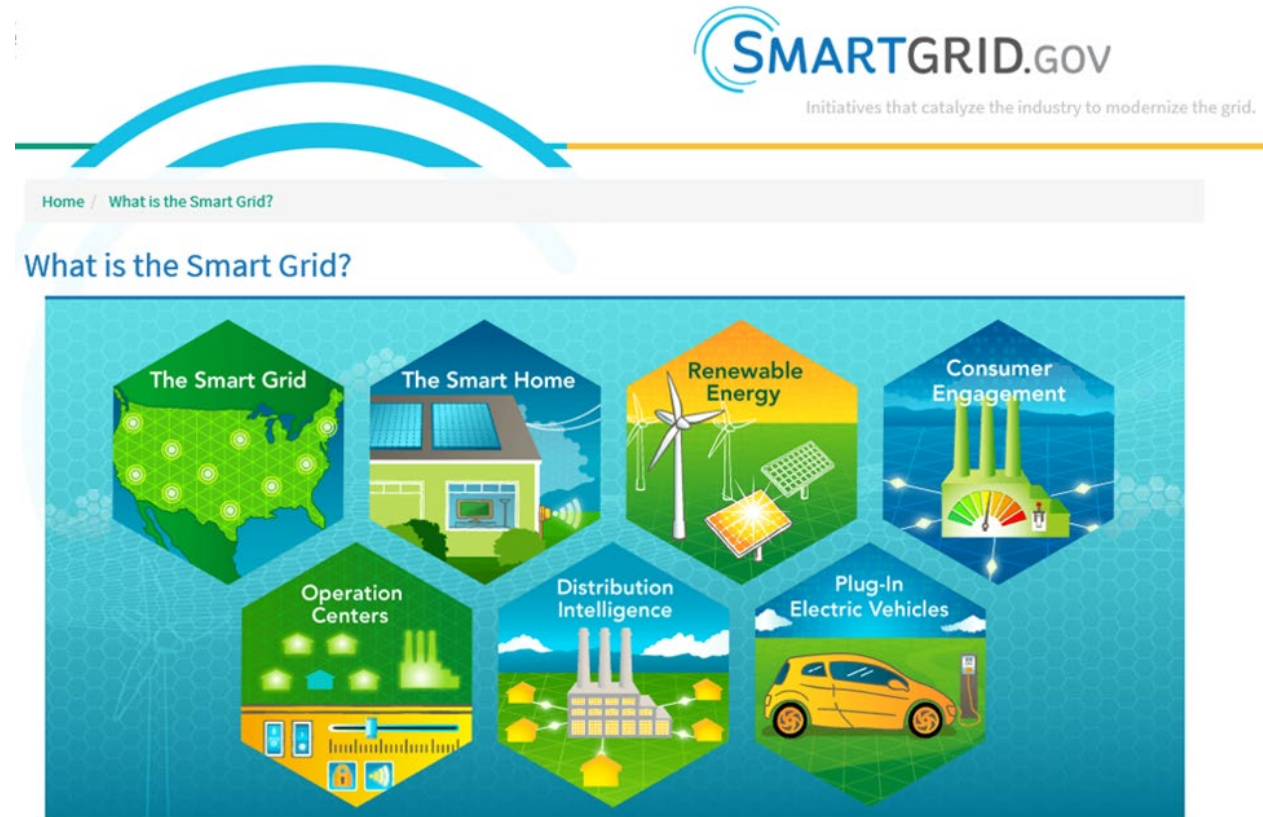 SMARTGRID.GOV
Initiatives that catalyze the industry to modernize the grid.
Home / What is the Smart Grid?
What is the Smart Grid?
The Smart Grid
The Smart Home
Renewable
Energy
Consumer
Engagement
Operation
Centers
Distribution
Intelligence
Plug-In
Electric Vehicles